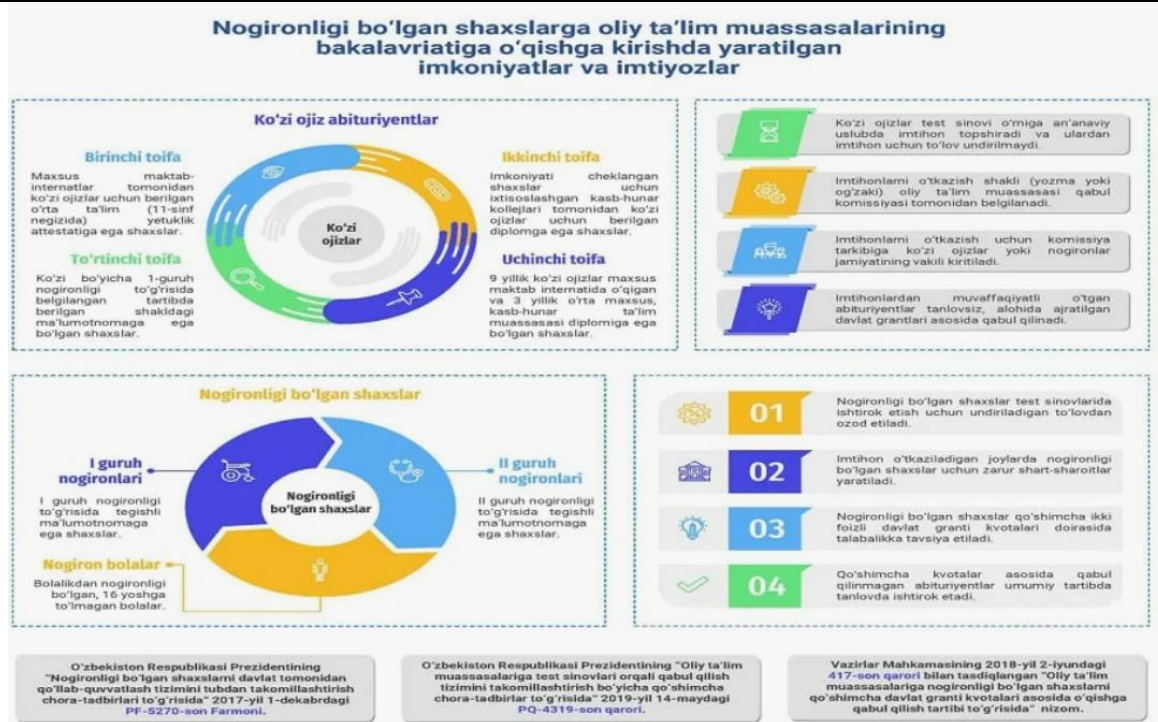 Nogironligi bo‘lgan shaxslarga oliy ta’lim muassasalarining
bakalavriatiga o‘qishga kirishda yaratilgan
imkoniyatlar va imtiyozlar
Ko‘zi ojiz abituriyentlar
Birinchi toifa
Maxsus maktab-
internatlar tomonidan
ko‘zi ojizlar uchun berilgan
o‘rta ta’lim (11-sinf
negizida) yetuklik
attestatiga ega shaxslar.
Ikkinchi toifa
Imkoniyati cheklangan
shaxslar uchun
ixtisoslashgan kasb-hunar
kollejlari tomonidan ko‘zi
ojizlar uchun berilgan
diplomga ega shaxslar.
Ko‘zi
ojizlar
To‘rtinchi toifa
Ko‘zi bo‘yicha 1-guruh
nogironligi to‘g‘risida
belgilangan tartibda
berilgan shakldagi
ma’lumotnomaga ega
bo‘lgan shaxslar.
Uchinchi toifa
9 yillik ko‘zi ojizlar maxsus
maktab internatida o‘qigan
va 3 yillik o‘rta maxsus,
kasb-hunar ta’lim
muassasasi diplomiga ega
bo‘lgan shaxslar.
Ko‘zi ojizlar test sinovi o‘rniga an’anaviy
uslubda imtihon topshiradi va ulardan
imtihon uchun to‘lov undirilmaydi.
Imtihonlarni o‘tkazish shakli (yozma yoki
og‘zaki) oliy ta’lim muassasasi qabul
komissiyasi tomonidan belgilanadi.
Imtihonlarni o‘tkazish uchun komissiya
tarkibiga ko‘zi ojizlar yoki nogironlar
jamiyatining vakili kiritiladi.
Imtihonlardan muvaffaqiyatli o‘tgan
abituriyentlar tanlovsiz, alohida ajratilgan
davlat grantlari asosida qabul qilinadi.
Nogironligi bo‘lgan shaxslar
I guruh
nogironlari
I guruh nogironligi
to‘g‘risida tegishli
ma’lumotnomaga
ega shaxslar.
II guruh
nogironlari
II guruh nogironligi
to‘g‘risida tegishli
ma’lumotnomaga
ega shaxslar.
Nogironligi
bo‘lgan shaxslar
Nogiron bolalar
Bolalikdan nogironligi
bo‘lgan, 16 yoshga
to‘lmagan bolalar.
01
Nogironligi bo‘lgan shaxslar test sinovlarida
ishtirok etish uchun undiriladigan to‘lovdan
ozod etiladi.
02
Imtihon o‘tkaziladigan joylarda nogironligi
bo‘lgan shaxslar uchun zarur shart-sharoitlar
yaratiladi.
03
Nogironligi bo‘lgan shaxslar qo‘shimcha ikki
foizli davlat granti kvotalari doirasida
talabalikka tavsiya etiladi.
04
Qo‘shimcha kvotalar asosida qabul
qilinmagan abituriyentlar umumiy tartibda
tanlovda ishtirok etadi.
O‘zbekiston Respublikasi Prezidentining
"Nogironligi bo‘lgan shaxslarni davlat tomonidan
qo‘llab-quvvatlash tizimini tubdan takomillashtirish
chora-tadbirlari to‘g‘risida" 2017-yil 1-dekabrdagi
PF-5270-son Farmoni.
O‘zbekiston Respublikasi Prezidentining "Oliy ta’lim
muassasalariga testlari orqali qabul qilish
tizimini takomillashtirish bo‘yicha qo‘shimcha
chora-tadbirlar to‘g‘risida" 2019-yil 14-maydagi
PQ-4319-son qarori.
Vazirlar Mahkamasining 2018-yil 2-iyundagi
417-son qarori bilan tasdiqlangan "Oliy ta’lim
muassasalariga nogironligi bo‘lgan shaxslarni
qo‘shimcha davlat granti kvotalari asosida o‘qishga
qabul qilish tartibi to‘g‘risida" nizom.